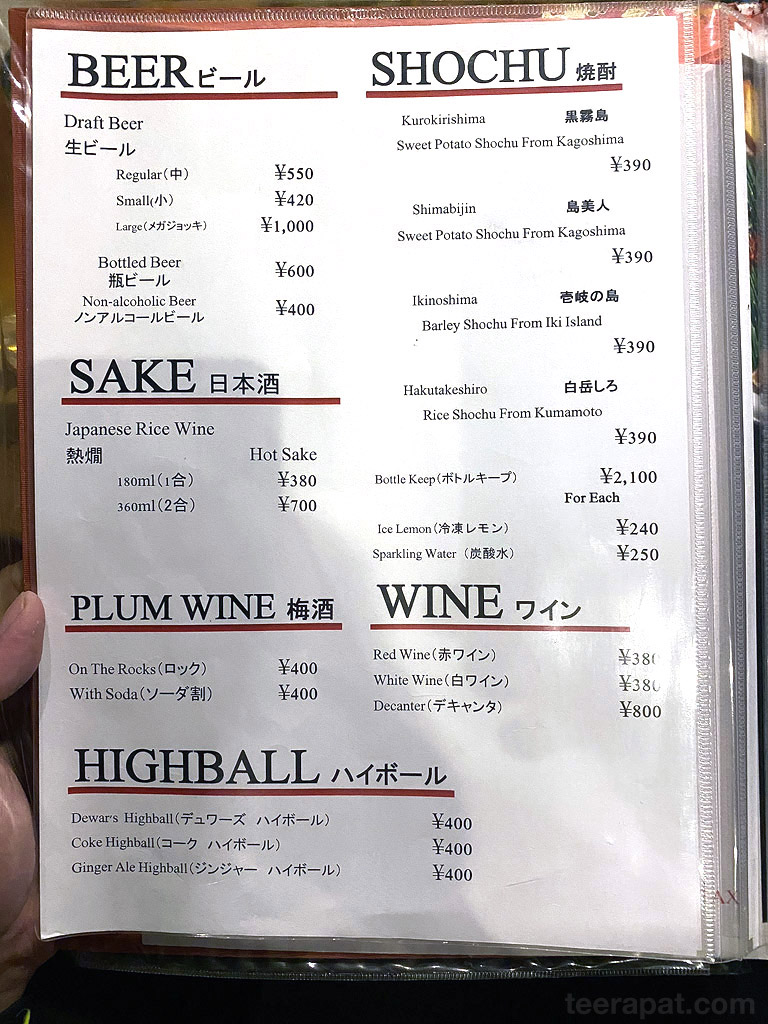 BEER ビール
Draft Beer
生ビール
Regular(中) ¥550
Small(小) ¥420
Large(メガジョッキ) ¥1,000
Bottled Beer
瓶ビール ¥600
Non-alcoholic Beer
ノンアルコールビール ¥400
SAKE 日本酒
Japanese Rice Wine
熱燗 Hot Sake
180ml(1合) ¥380
360ml(2合) ¥700
PLUM WINE 梅酒
On The Rocks(ロック) ¥400
With Soda(ソーダ割) ¥400
SHOCHU 焼酎
Kurokirishima 黒霧島
Sweet Potato Shochu From Kagoshima
¥390
Shimabijin 島美人
Sweet Potato Shochu From Kagoshima
¥390
Ikinoshima 壱岐の島
Barley Shochu From Iki Island
¥390
Hakutakeshiro 白岳しろ
Rice Shochu From Kumamoto
¥390
Bottle Keep(ボトルキープ) ¥2,100
For Each
Ice Lemon(冷凍レモン) ¥240
Sparkling Water (炭酸水) ¥250
WINE ワイン
Red Wine(赤ワイン) ¥380
White Wine(白ワイン) ¥380
Decanter(デキャンタ) ¥800
HIGHBALL ハイボール
Dewar's Highball(デュワーズ ハイボール) ¥400
Coke Highball(コーク ハイボール) ¥400
Ginger Ale Highball(ジンジャー ハイボール) ¥400
teerapat.com